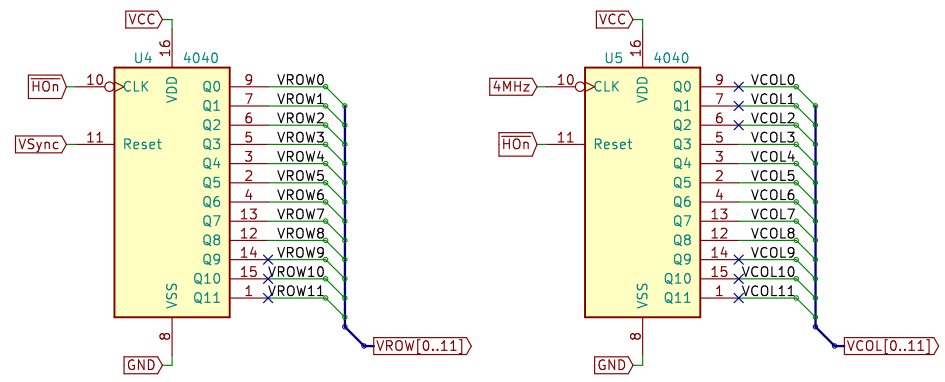 VCC
16
U4 4040
H̅O̅n̅ 10 CLK VDD Q0 9 VROW0
Q1 7 VROW1
Q2 6 VROW2
VSync 11 Reset Q3 5 VROW3
Q4 3 VROW4
Q5 2 VROW5
Q6 4 VROW6
Q7 13 VROW7
Q8 12 VROW8
Q9 14 VROW9
Q10 15 VROW10
VSS Q11 1 VROW11
8
VROW[0..11]
GND
VCC
16
U5 4040
4MHz 10 CLK VDD Q0 9 VCOL0
Q1 7 VCOL1
Q2 6 VCOL2
H̅O̅n̅ 11 Reset Q3 5 VCOL3
Q4 3 VCOL4
Q5 2 VCOL5
Q6 4 VCOL6
Q7 13 VCOL7
Q8 12 VCOL8
Q9 14 VCOL9
Q10 15 VCOL10
VSS Q11 1 VCOL11
8
VCOL[0..11]
GND